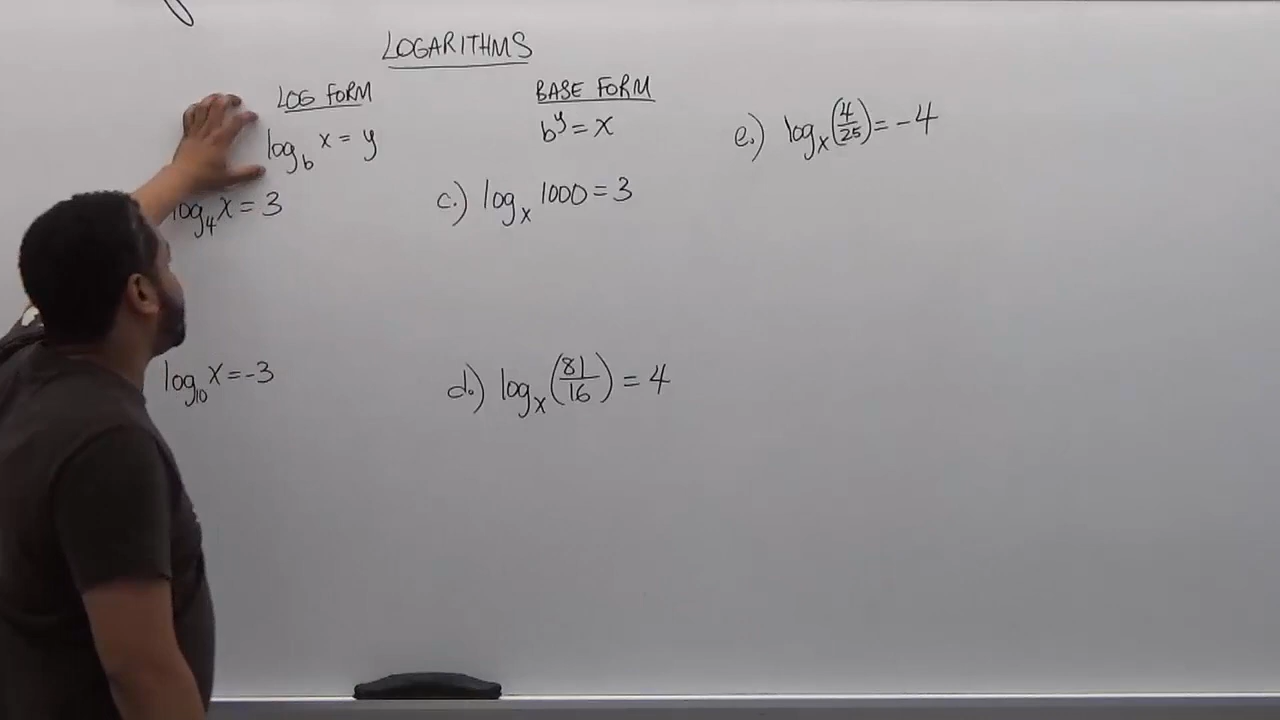 LOGARITHMS
LOG FORM
log_b x = y
BASE FORM
b^y = x
log_4 x = 3
log_10 x = -3
c.) log_x 1000 = 3
d.) log_x (81/16) = 4
e.) log_x (4/25) = -4